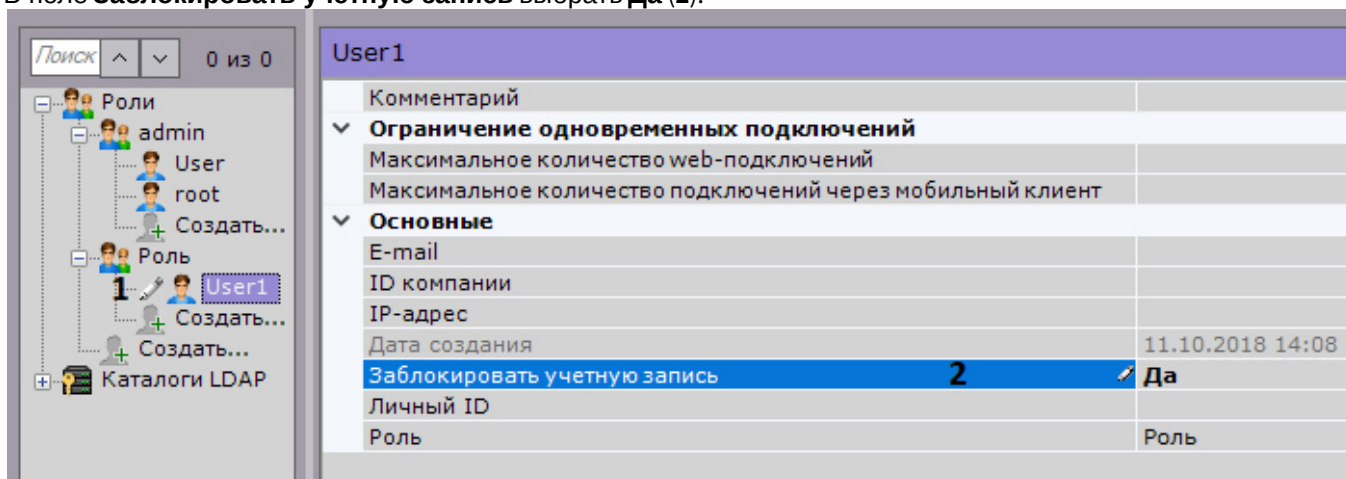 В поле Заблокировать учетную запись выбрать Да (2).
Поиск 0 из 0
Роли
admin
User
root
Создать...
Роль
1 User1
Создать...
Создать...
Каталоги LDAP
User1
Комментарий
Ограничение одновременных подключений
Максимальное количество web-подключений
Максимальное количество подключений через мобильный клиент
Основные
E-mail
ID компании
IP-адрес
Дата создания 11.10.2018 14:08
Заблокировать учетную запись 2 Да
Личный ID
Роль Роль